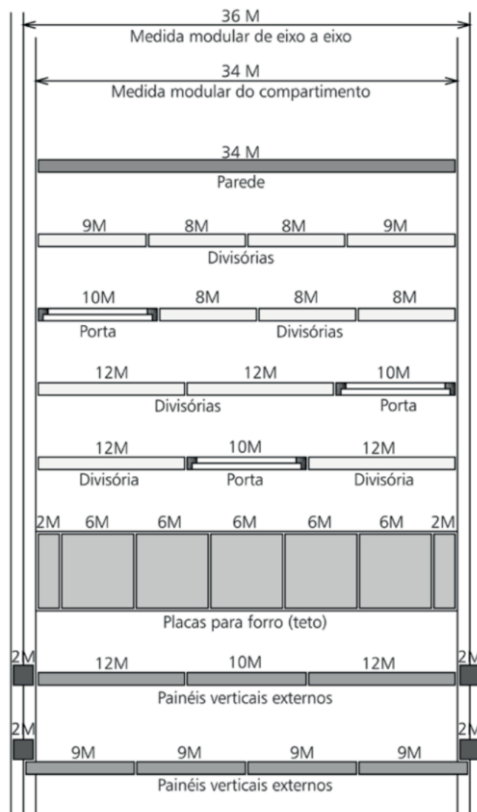 36 M
Medida modular de eixo a eixo
34 M
Medida modular do compartimento
34 M
Parede
9M 8M 8M 9M
Divisórias
10M 8M 8M 8M
Porta Divisórias
12M 12M 10M
Divisórias Porta
12M 10M 12M
Divisória Porta Divisória
2M 6M 6M 6M 6M 6M 2M
Placas para forro (teto)
2M 12M 10M 12M 2M
Painéis verticais externos
2M 2M
9M 9M 9M 9M
Painéis verticais externos